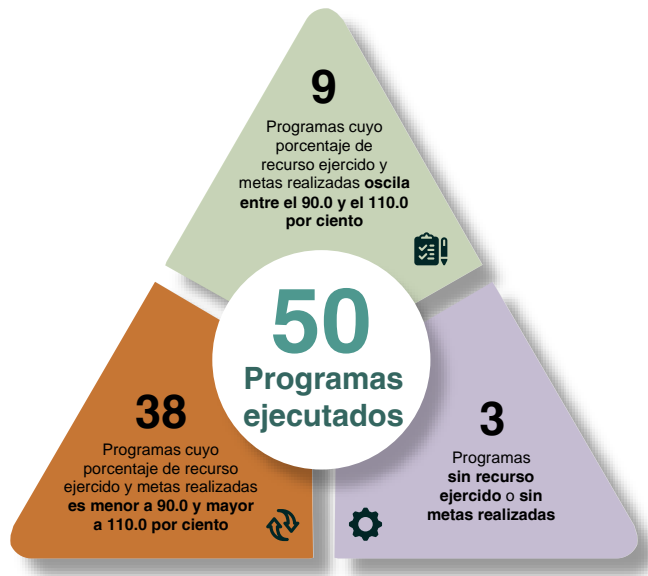 9
Programas cuyo
porcentaje de
recurso ejercido y
metas realizadas oscila
entre el 90.0 y el 110.0
por ciento
50
Programas
ejecutados
38
Programas cuyo
porcentaje de recurso
ejercido y metas realizadas
es menor a 90.0 y mayor
a 110.0 por ciento
3
Programas
sin recurso
ejercido o sin
metas realizadas